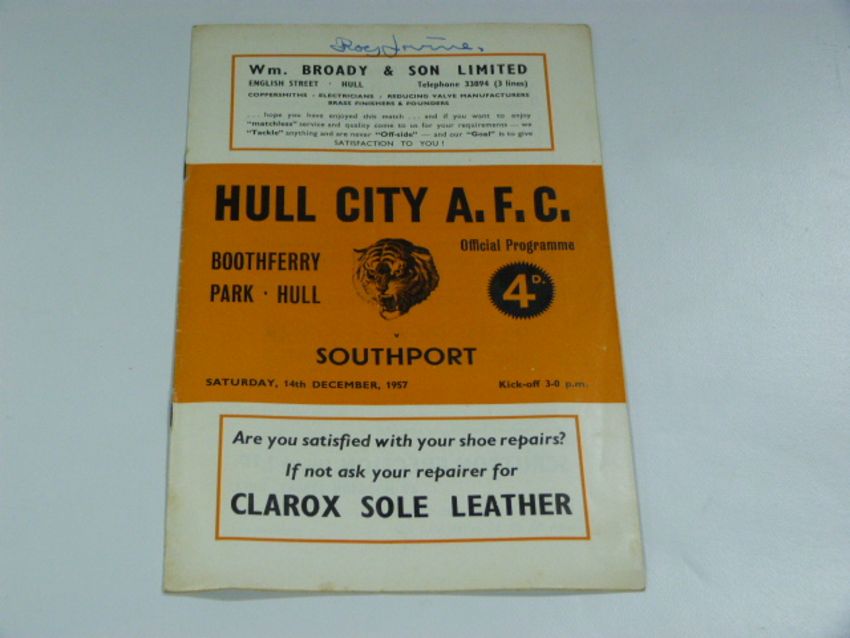 Roy Irvine.
Wm. BROADY & SON LIMITED
ENGLISH STREET · HULL Telephone 33894 (3 lines)
COPPERSMITHS - ELECTRICIANS - REDUCING VALVE MANUFACTURERS
BRASS FINISHERS & FOUNDERS
. . . hope you have enjoyed this match . . . and if you want to enjoy
"matchless" service and quality come to us for your requirements — we
"Tackle" anything and are never "Off-side" — and our "Goal" is to give
SATISFACTION TO YOU !
HULL CITY A.F.C.
Official Programme
BOOTHFERRY
PARK · HULL
4D.
v
SOUTHPORT
SATURDAY, 14th DECEMBER, 1957 Kick-off 3-0 p.m.
Are you satisfied with your shoe repairs?
If not ask your repairer for
CLAROX SOLE LEATHER